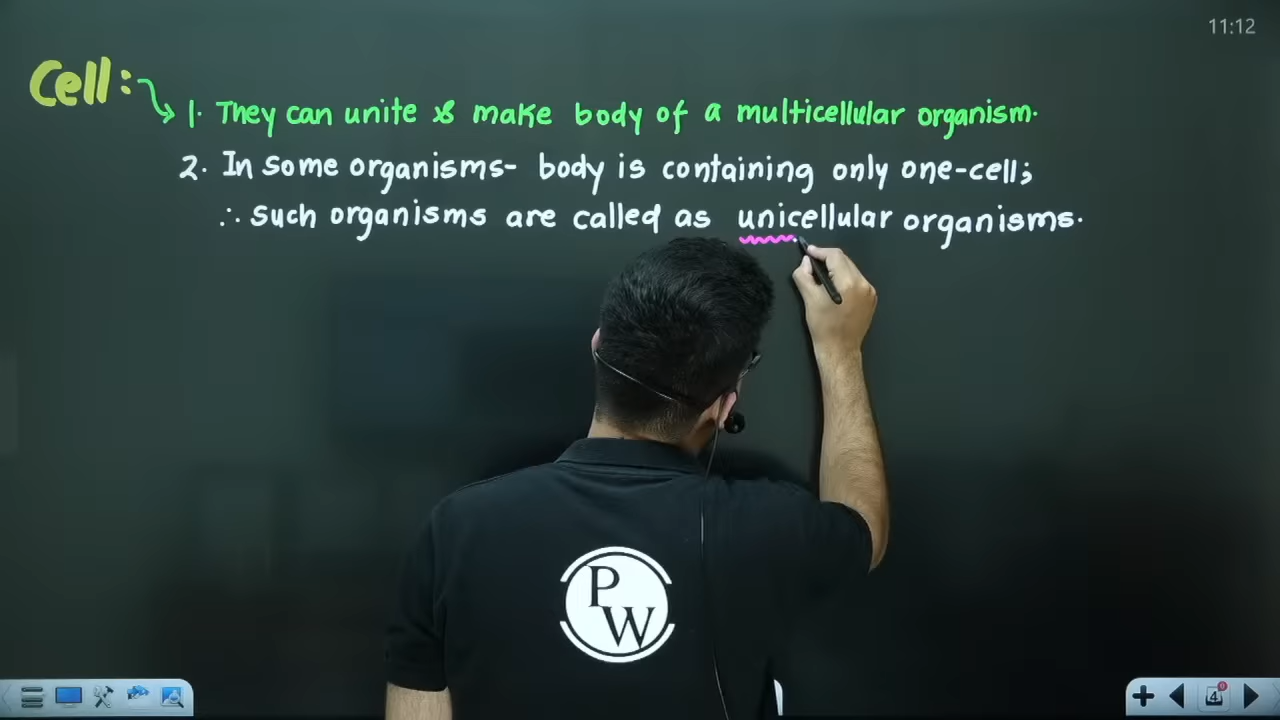 11:12
Cell:
1. They can unite & make body of a multicellular organism.
2. In some organisms- body is containing only one-cell;
∴ such organisms are called as unicellular organisms.
PW
4